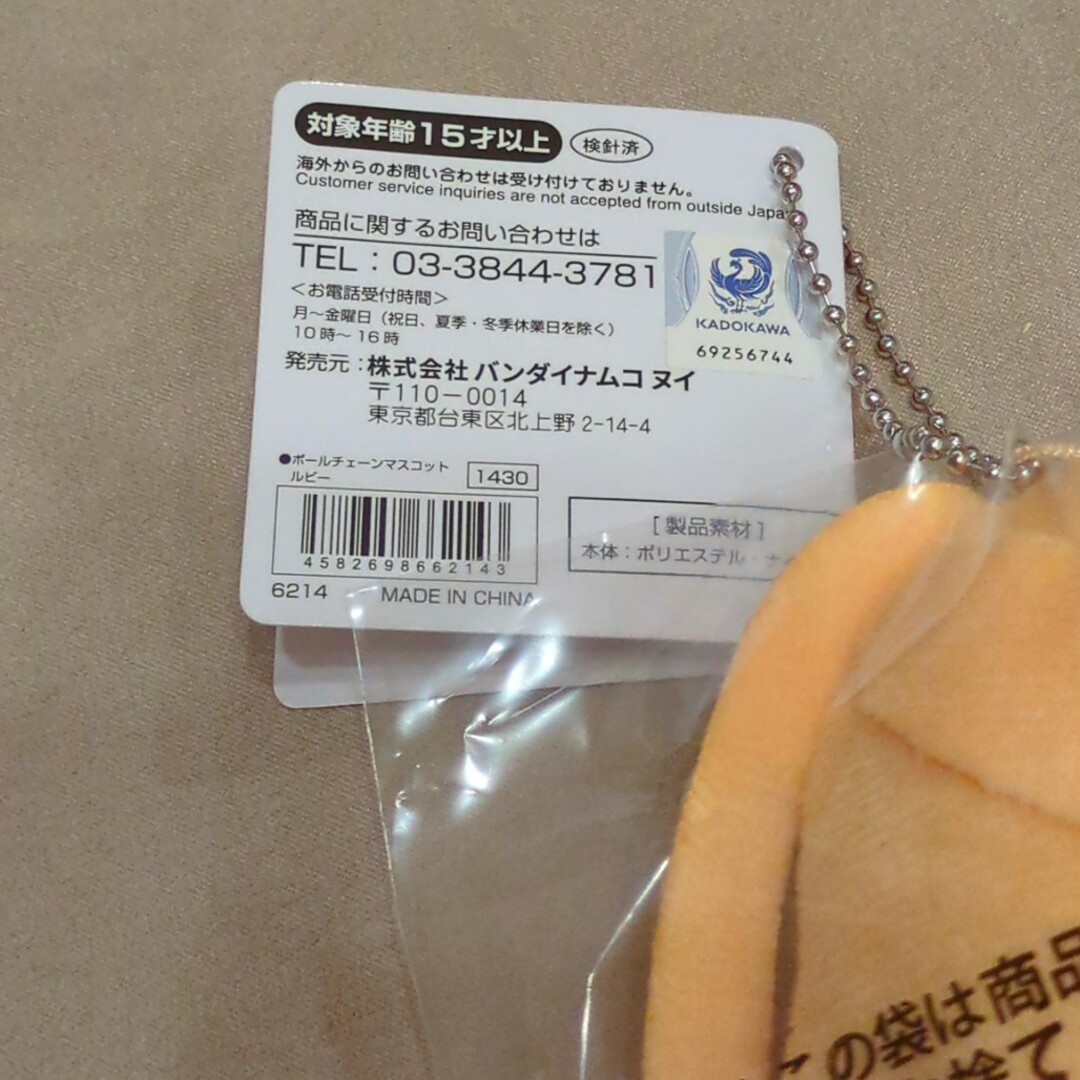 対象年齢15才以上 検針済
海外からのお問い合わせは受け付けておりません。
Customer service inquiries are not accepted from outside
商品に関するお問い合わせは
TEL：03-3844-3781
＜お電話受付時間＞
月～金曜日（祝日、夏季・冬季休業日を除く）
10時～16時
KADOKAWA
69256744
発売元：株式会社 バンダイナムコ ヌイ
〒110－0014
東京都台東区北上野2-14-4
●ボールチェーンマスコット
ルビー
1430
4582698662143
6214 MADE IN CHINA
［製品素材］
本体：ポリエステル・
この袋は商品
捨て